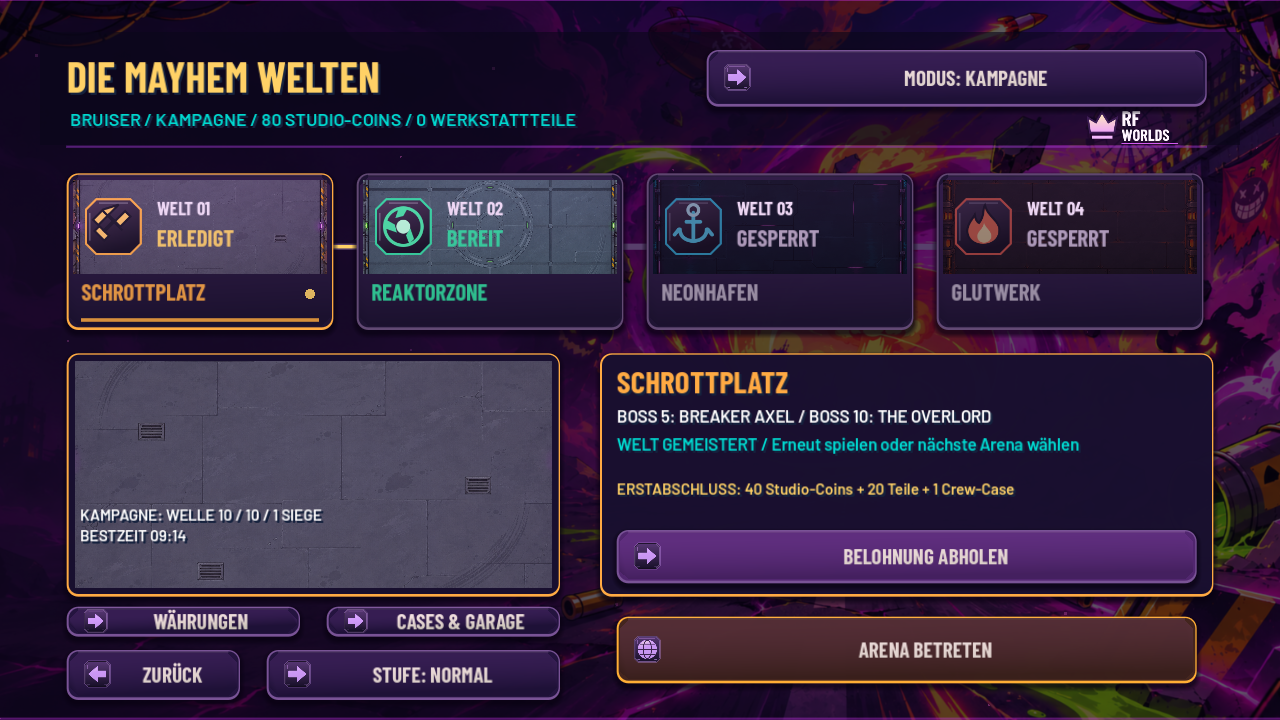 DIE MAYHEM WELTEN
MODUS: KAMPAGNE
BRUISER / KAMPAGNE / 80 STUDIO-COINS / 0 WERKSTATTTEILE
RF
WORLDS
WELT 01
ERLEDIGT
SCHROTTPLATZ
WELT 02
BEREIT
REAKTORZONE
WELT 03
GESPERRT
NEONHAFEN
WELT 04
GESPERRT
GLUTWERK
KAMPAGNE: WELLE 10 / 10 / 1 SIEGE
BESTZEIT 09:14
SCHROTTPLATZ
BOSS 5: BREAKER AXEL / BOSS 10: THE OVERLORD
WELT GEMEISTERT / Erneut spielen oder nächste Arena wählen
ERSTABSCHLUSS: 40 Studio-Coins + 20 Teile + 1 Crew-Case
BELOHNUNG ABHOLEN
WÄHRUNGEN
CASES & GARAGE
ZURÜCK
STUFE: NORMAL
ARENA BETRETEN